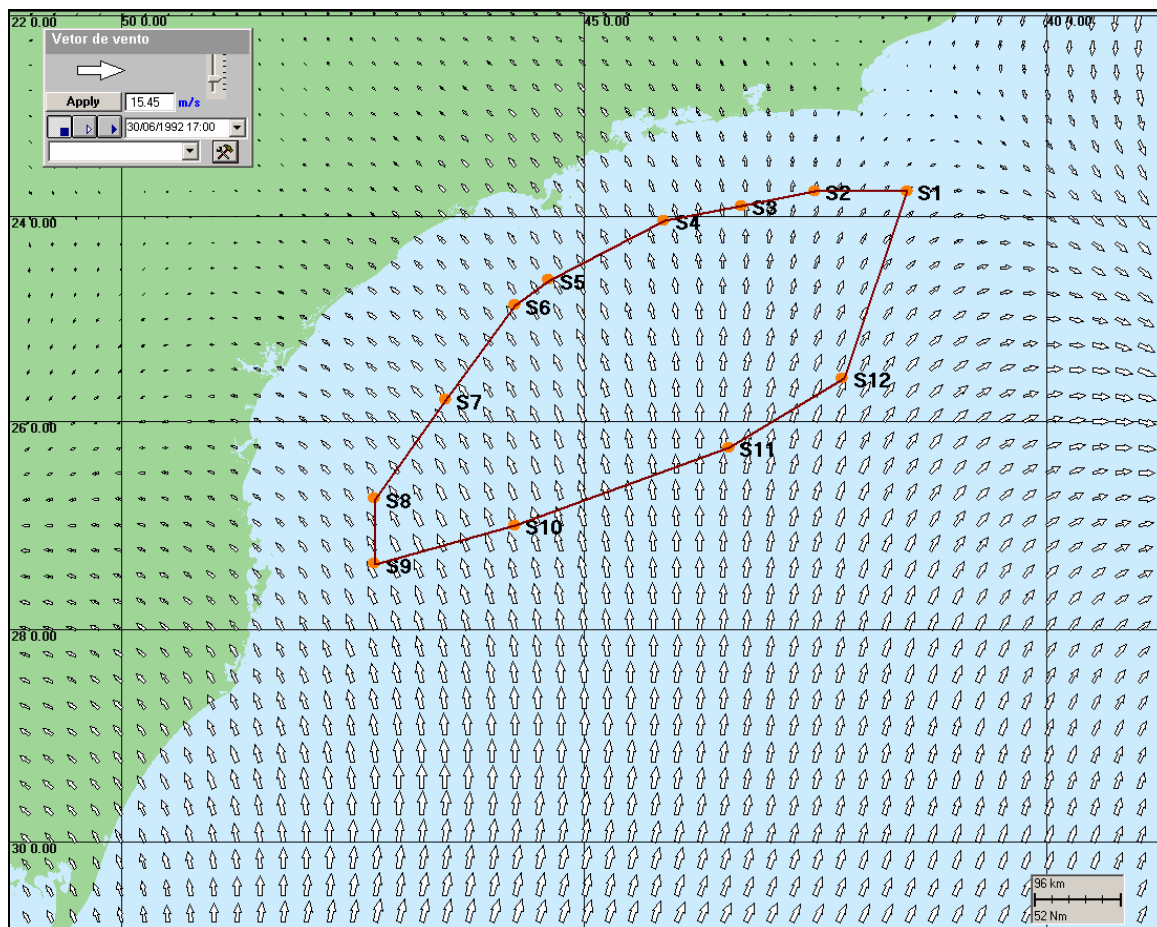 22 0.00
50 0.00
45 0.00
40 0.00
Vetor de vento
Apply
15.45
m/s
30/06/1992 17:00
S1
S2
S3
24 0.00
S4
S5
S6
S12
S7
26 0.00
S11
S8
S10
S9
28 0.00
30 0.00
96 km
52 Nm